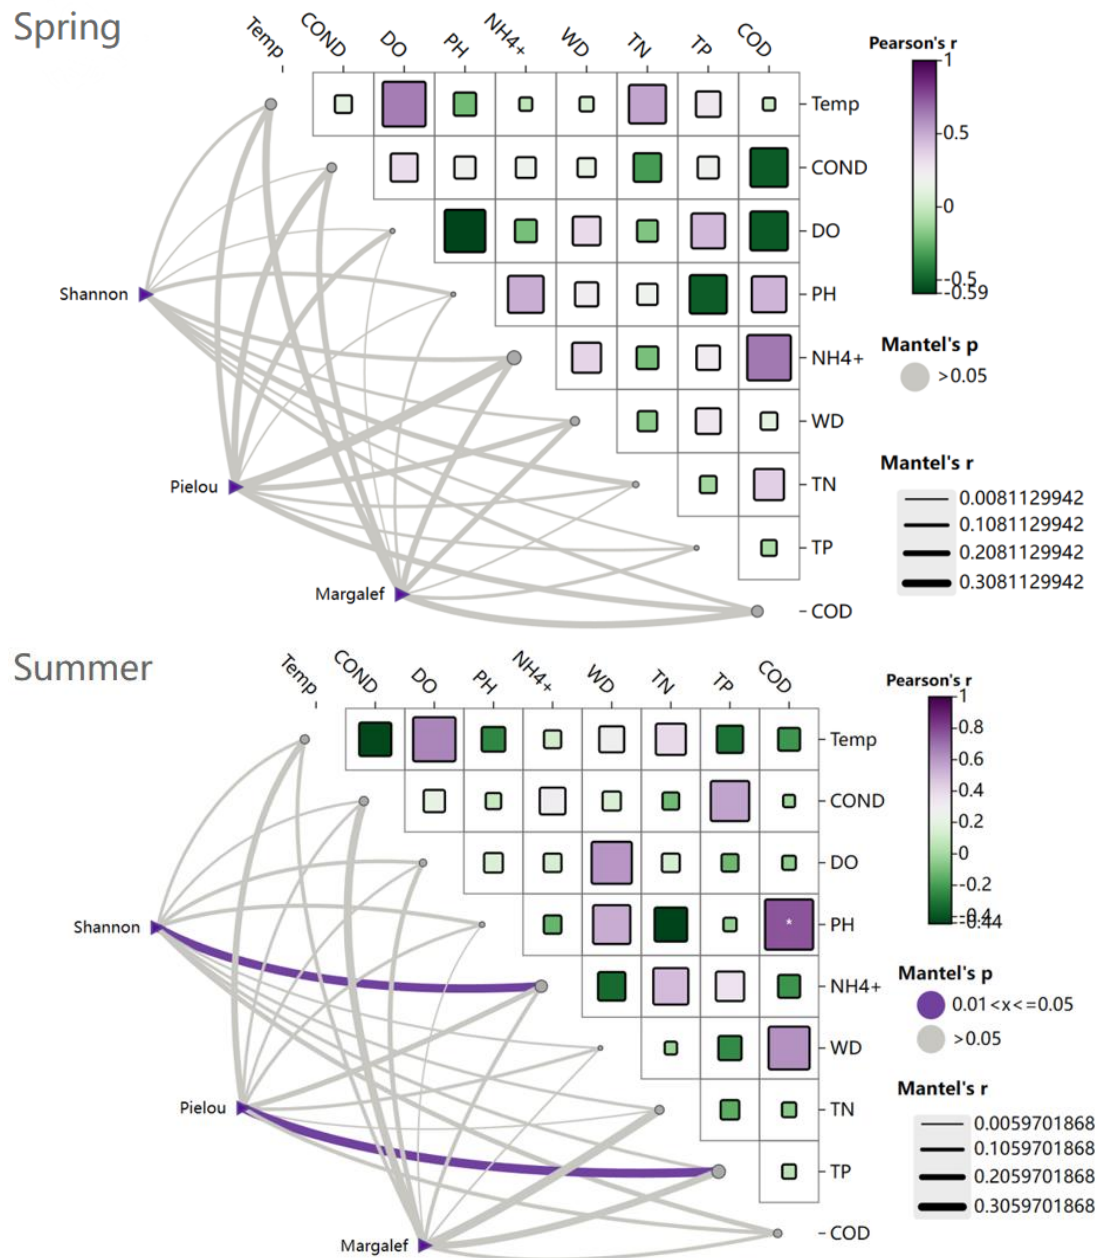 Spring
Temp COND DO PH NH4+ WD TN TP COD
Pearson's r
1
0.5
0
-0.5
-0.59
Temp
COND
DO
PH
NH4+
WD
TN
TP
COD
Shannon
Pielou
Margalef
Mantel's p
>0.05
Mantel's r
0.0081129942
0.1081129942
0.2081129942
0.3081129942
Summer
Temp COND DO PH NH4+ WD TN TP COD
Pearson's r
1
0.8
0.6
0.4
0.2
0
-0.2
-0.4
-0.44
Temp
COND
DO
PH
*
NH4+
WD
TN
TP
COD
Shannon
Pielou
Margalef
Mantel's p
0.01<x<=0.05
>0.05
Mantel's r
0.0059701868
0.1059701868
0.2059701868
0.3059701868